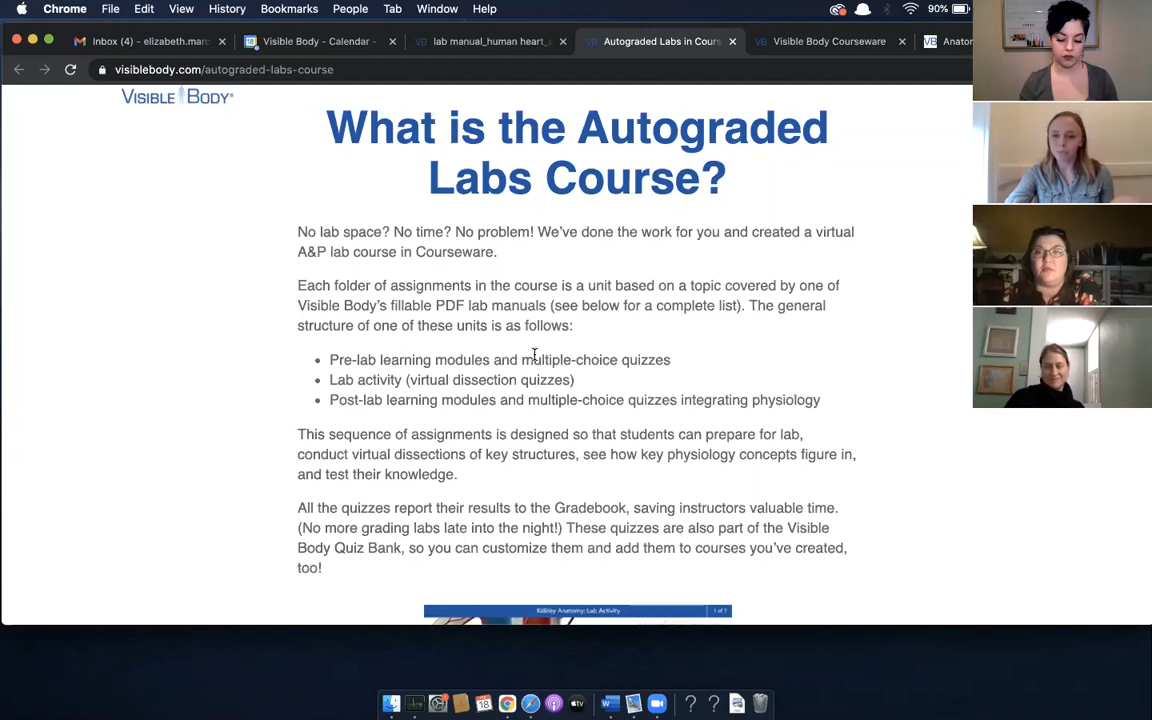 Chrome File Edit View History Bookmarks People Tab Window Help 90%
Inbox (4) - elizabeth.marc Visible Body - Calendar - lab manual_human heart_ Autograded Labs in Cours Visible Body Courseware Anator
visiblebody.com/autograded-labs-course
VISIBLE BODY
What is the Autograded
Labs Course?
No lab space? No time? No problem! We've done the work for you and created a virtual
A&P lab course in Courseware.
Each folder of assignments in the course is a unit based on a topic covered by one of
Visible Body's fillable PDF lab manuals (see below for a complete list). The general
structure of one of these units is as follows:
• Pre-lab learning modules and multiple-choice quizzes
• Lab activity (virtual dissection quizzes)
• Post-lab learning modules and multiple-choice quizzes integrating physiology
This sequence of assignments is designed so that students can prepare for lab,
conduct virtual dissections of key structures, see how key physiology concepts figure in,
and test their knowledge.
All the quizzes report their results to the Gradebook, saving instructors valuable time.
(No more grading labs late into the night!) These quizzes are also part of the Visible
Body Quiz Bank, so you can customize them and add them to courses you've created,
too!
Kidney Anatomy: Lab Activity 1 of 7